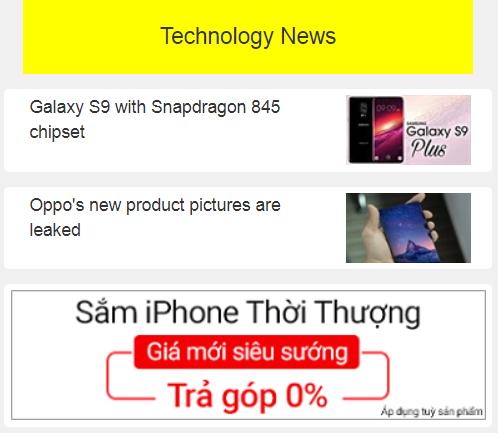 Technology News
Galaxy S9 with Snapdragon 845
chipset
SAMSUNG
Galaxy S9
Plus
Oppo's new product pictures are
leaked
Sắm iPhone Thời Thượng
Giá mới siêu sướng
Trả góp 0%
Áp dụng tuỳ sản phẩm